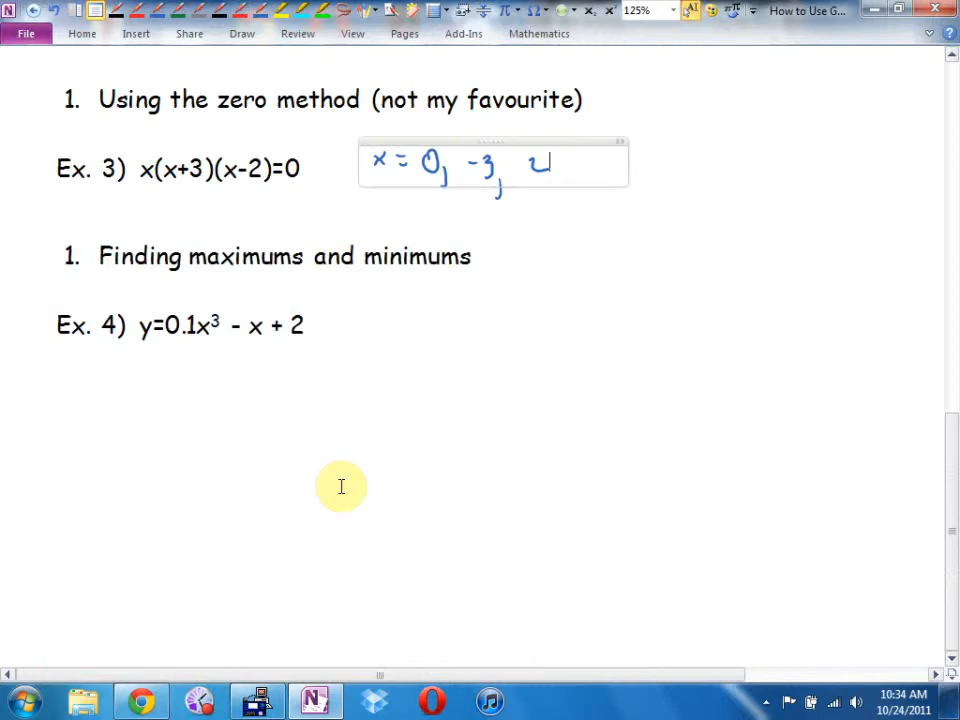 125%
How to Use G...
File Home Insert Share Draw Review View Pages Add-Ins Mathematics
1. Using the zero method (not my favourite)
Ex. 3) x(x+3)(x-2)=0 x = 0, -3, 2
1. Finding maximums and minimums
Ex. 4) y=0.1x³ - x + 2
10:34 AM
10/24/2011